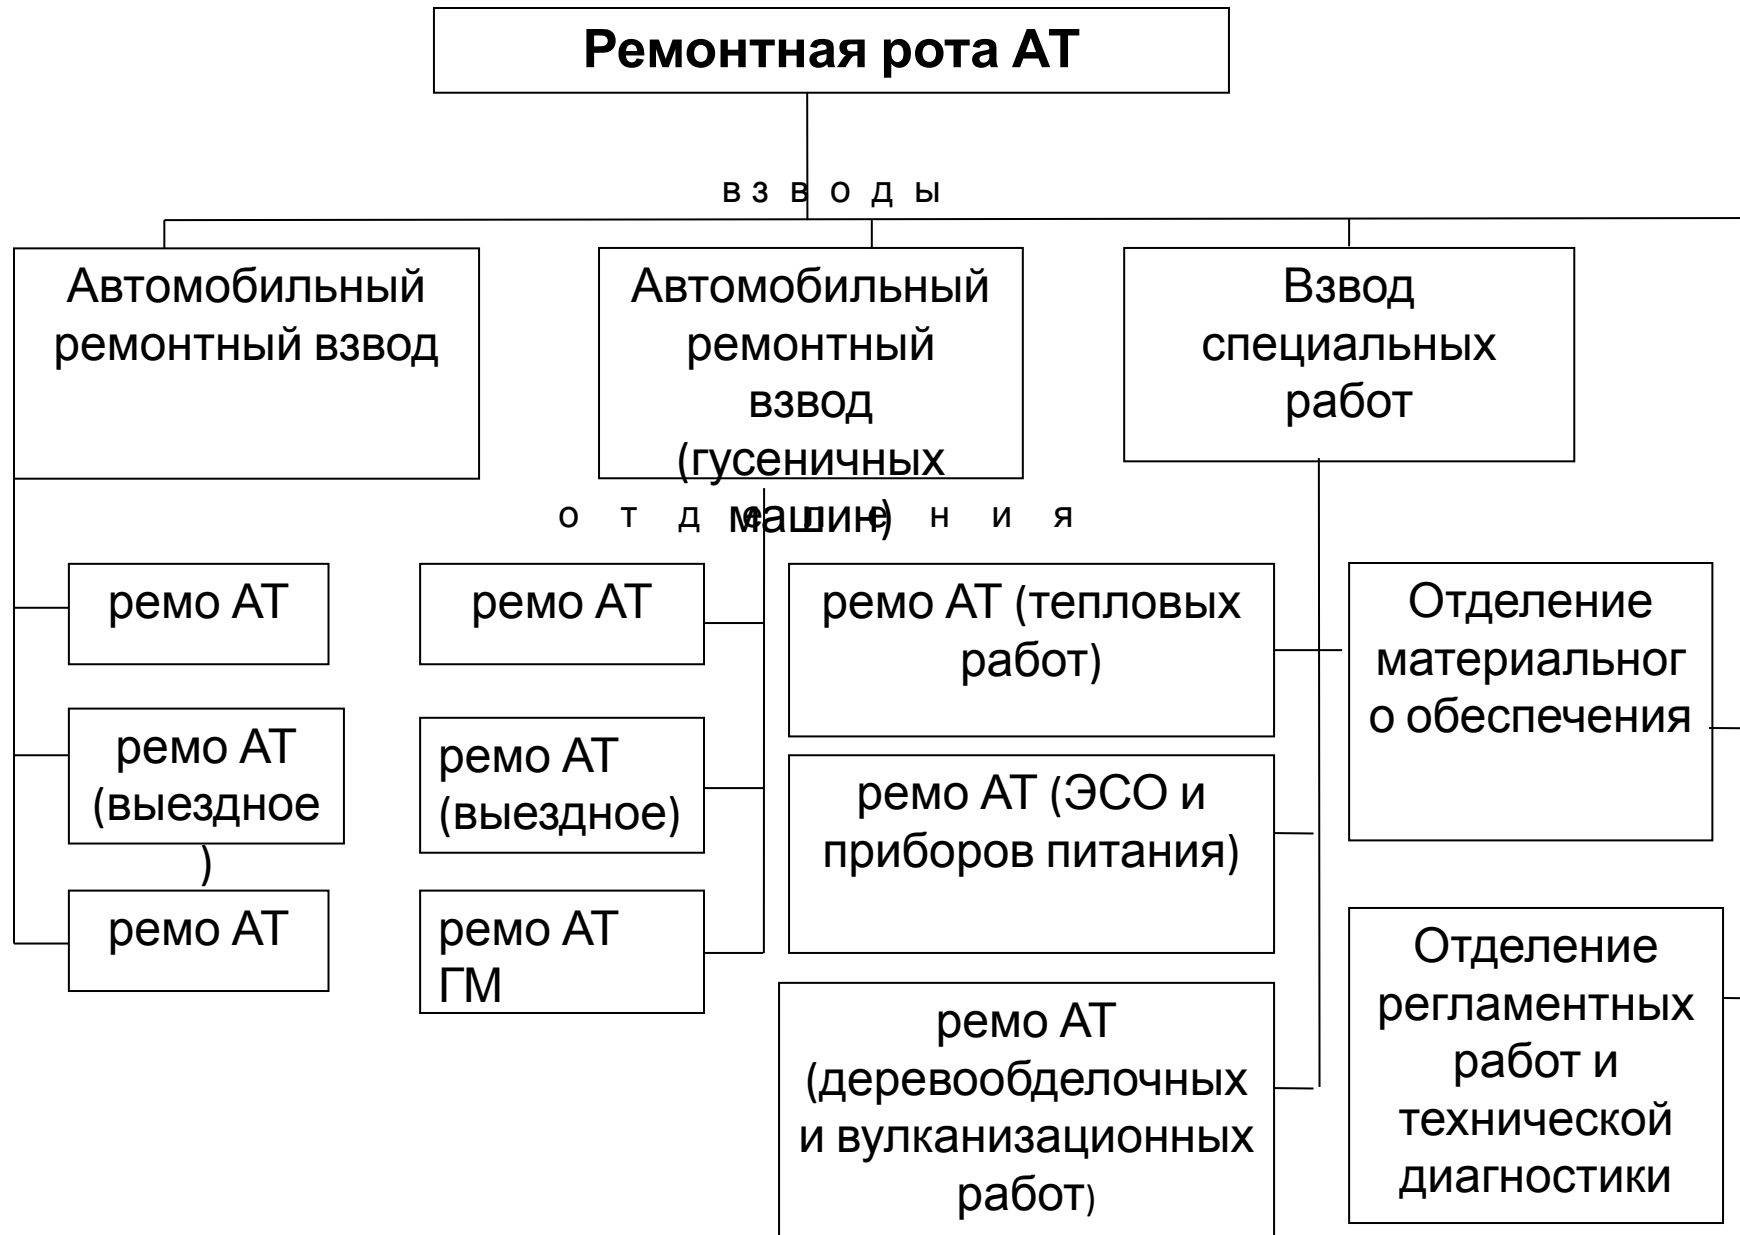 Ремонтная рота АТ
взводы
Автомобильный
ремонтный взвод
Автомобильный
ремонтный
взвод
(гусеничных
машин)
Взвод
специальных
работ
отделения
ремо АТ
ремо АТ
(выездное
)
ремо АТ
ремо АТ
ремо АТ
(выездное)
ремо АТ
ГМ
ремо АТ (тепловых
работ)
ремо АТ (ЭСО и
приборов питания)
ремо АТ
(деревообделочных
и вулканизационных
работ)
Отделение
материальног
о обеспечения
Отделение
регламентных
работ и
технической
диагностики